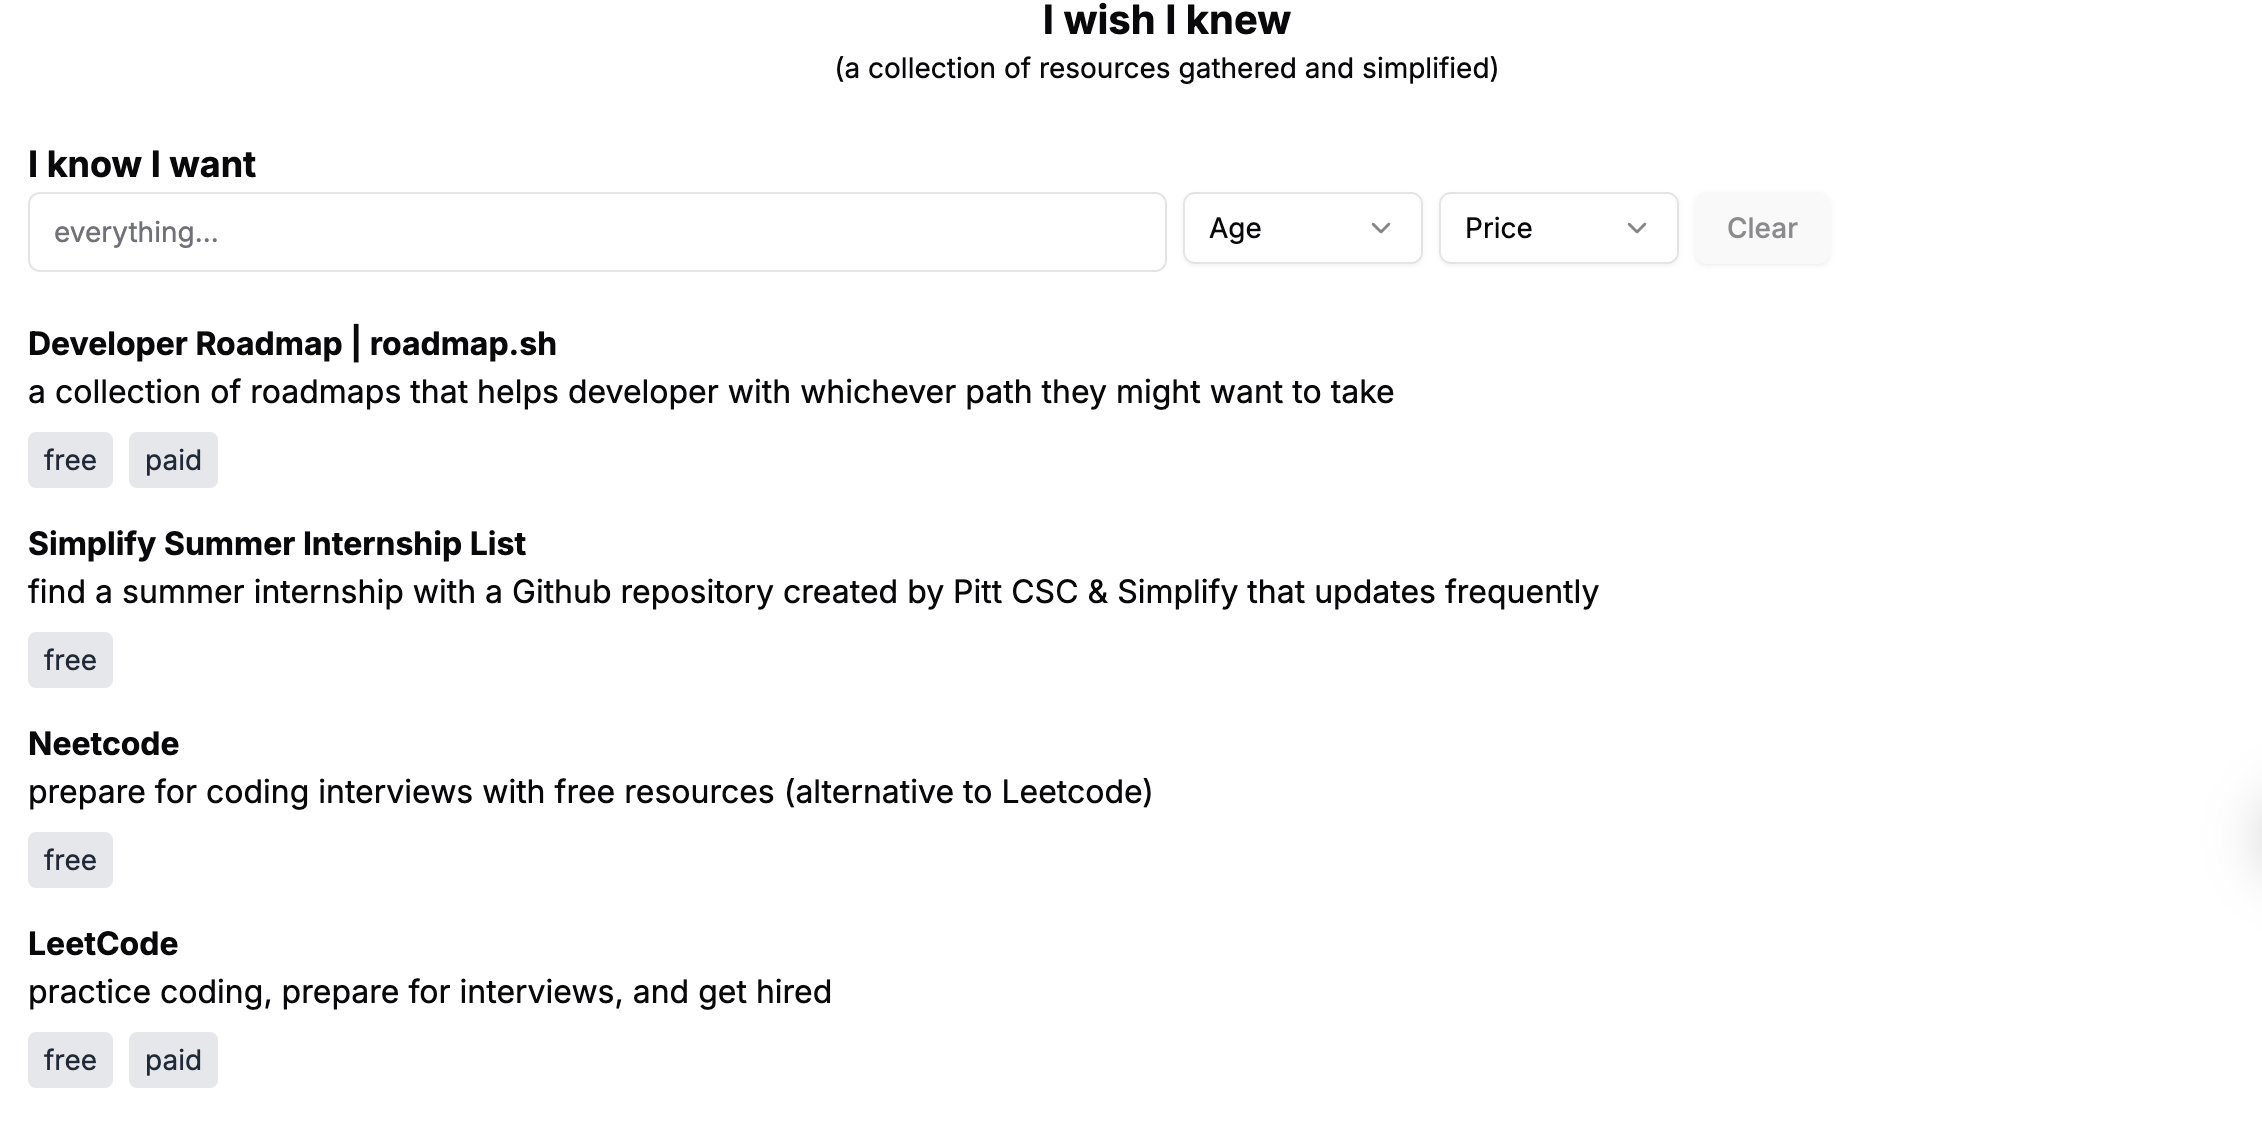 I wish I knew
(a collection of resources gathered and simplified)
I know I want
everything...
Age
Price
Clear
Developer Roadmap | roadmap.sh
a collection of roadmaps that helps developer with whichever path they might want to take
free paid
Simplify Summer Internship List
find a summer internship with a Github repository created by Pitt CSC & Simplify that updates frequently
free
Neetcode
prepare for coding interviews with free resources (alternative to Leetcode)
free
LeetCode
practice coding, prepare for interviews, and get hired
free paid